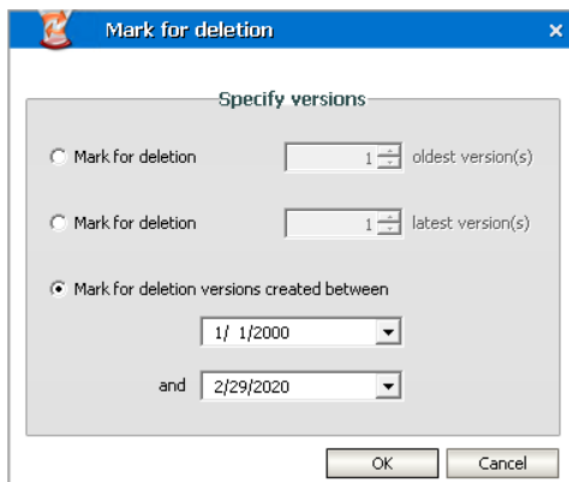 Mark for deletion
Specify versions
Mark for deletion 1 oldest version(s)
Mark for deletion 1 latest version(s)
Mark for deletion versions created between
1/ 1/2000
and 2/29/2020
OK Cancel